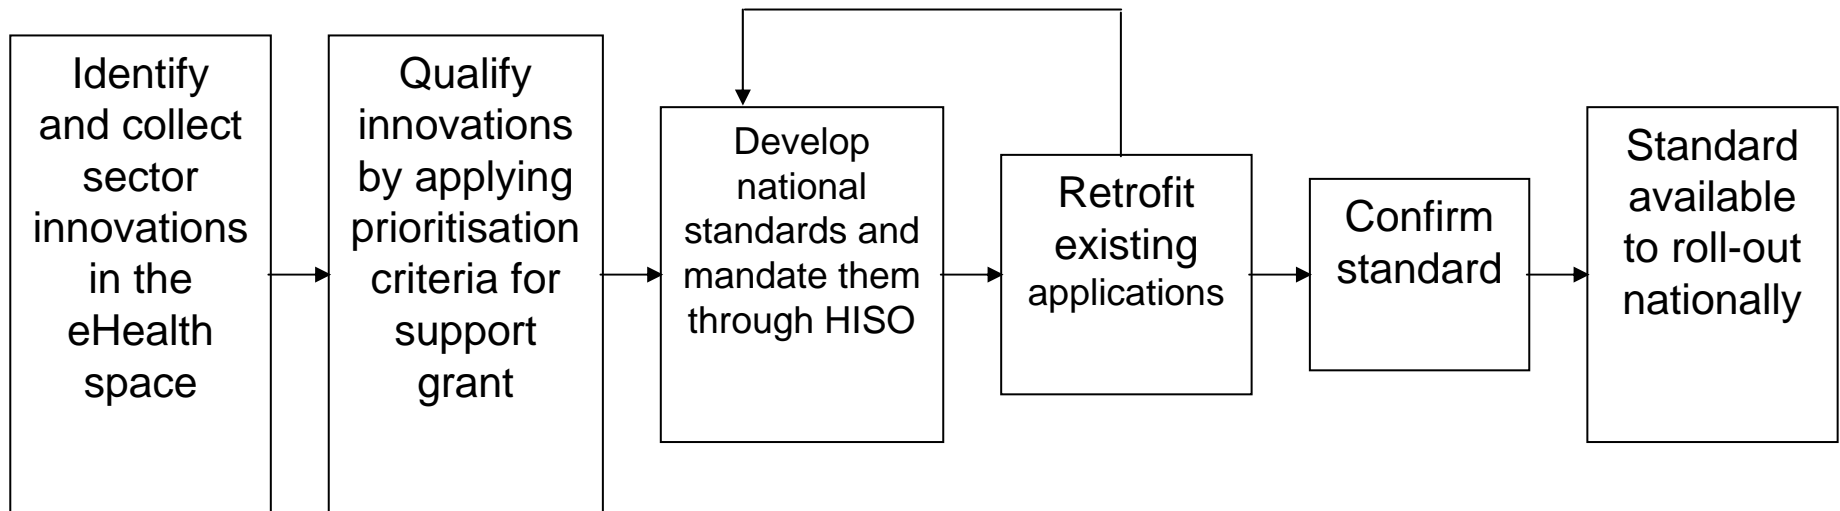 Identify
and collect
sector
innovations
in the
eHealth
space
Qualify
innovations
by applying
prioritisation
criteria for
support
grant
Develop
national
standards and
mandate them
through HISO
Retrofit
existing
applications
Confirm
standard
Standard
available
to roll-out
nationally